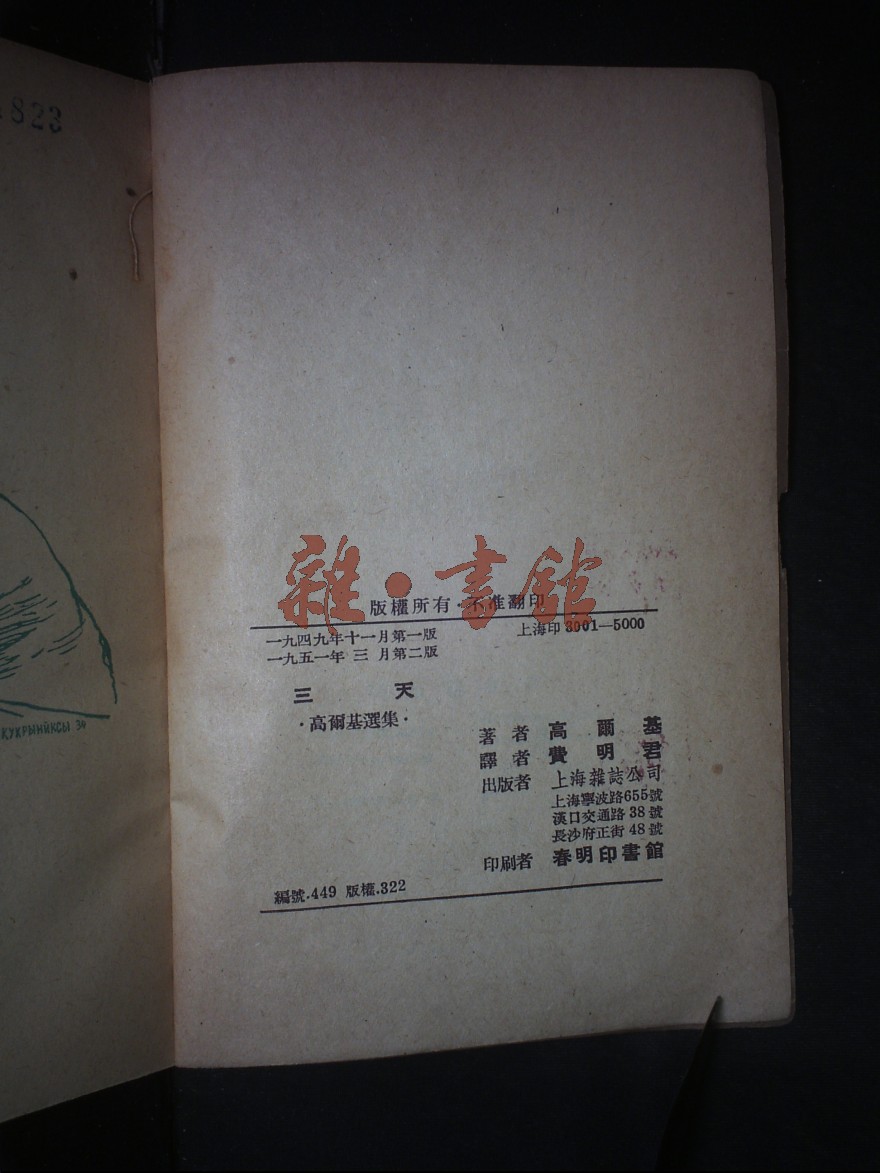 823
КУКРЫНИКСЫ 34
雜·書館
版權所有·不准翻印
一九四九年十一月第一版
一九五一年 三 月第二版
上海印 3001—5000
三 天
·高爾基選集·
著者 高爾基
譯者 費明君
出版者 上海雜誌公司
上海寧波路655號
漢口交通路 38號
長沙府正街 48號
印刷者 春明印書館
編號.449 版權.322